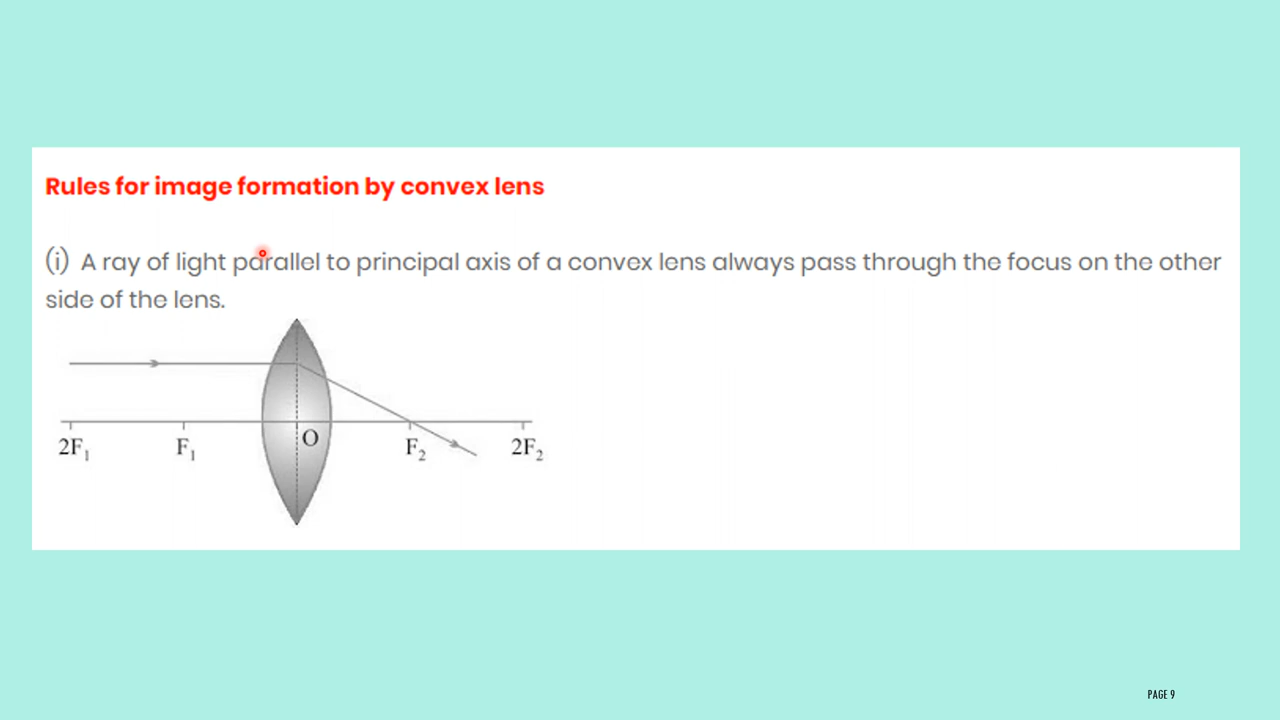 Rules for image formation by convex lens
(i) A ray of light parallel to principal axis of a convex lens always pass through the focus on the other
side of the lens.
O
2F₁ F₁ F₂ 2F₂
PAGE 9